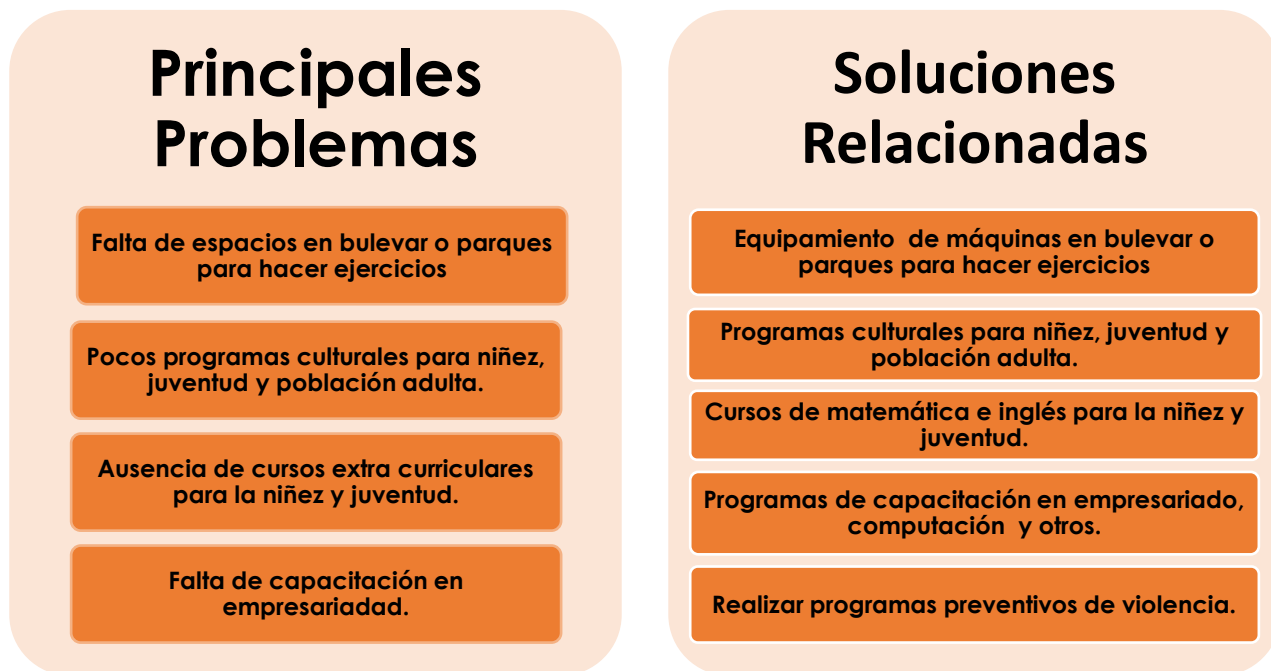 Principales
Problemas
Falta de espacios en bulevar o parques
para hacer ejercicios
Pocos programas culturales para niñez,
juventud y población adulta.
Ausencia de cursos extra curriculares
para la niñez y juventud.
Falta de capacitación en
empresariadad.
Soluciones
Relacionadas
Equipamiento  de máquinas en bulevar o
parques para hacer ejercicios
Programas culturales para niñez, juventud y
población adulta.
Cursos de matemática e inglés para la niñez y
juventud.
Programas de capacitación en empresariado,
computación  y otros.
Realizar programas preventivos de violencia.